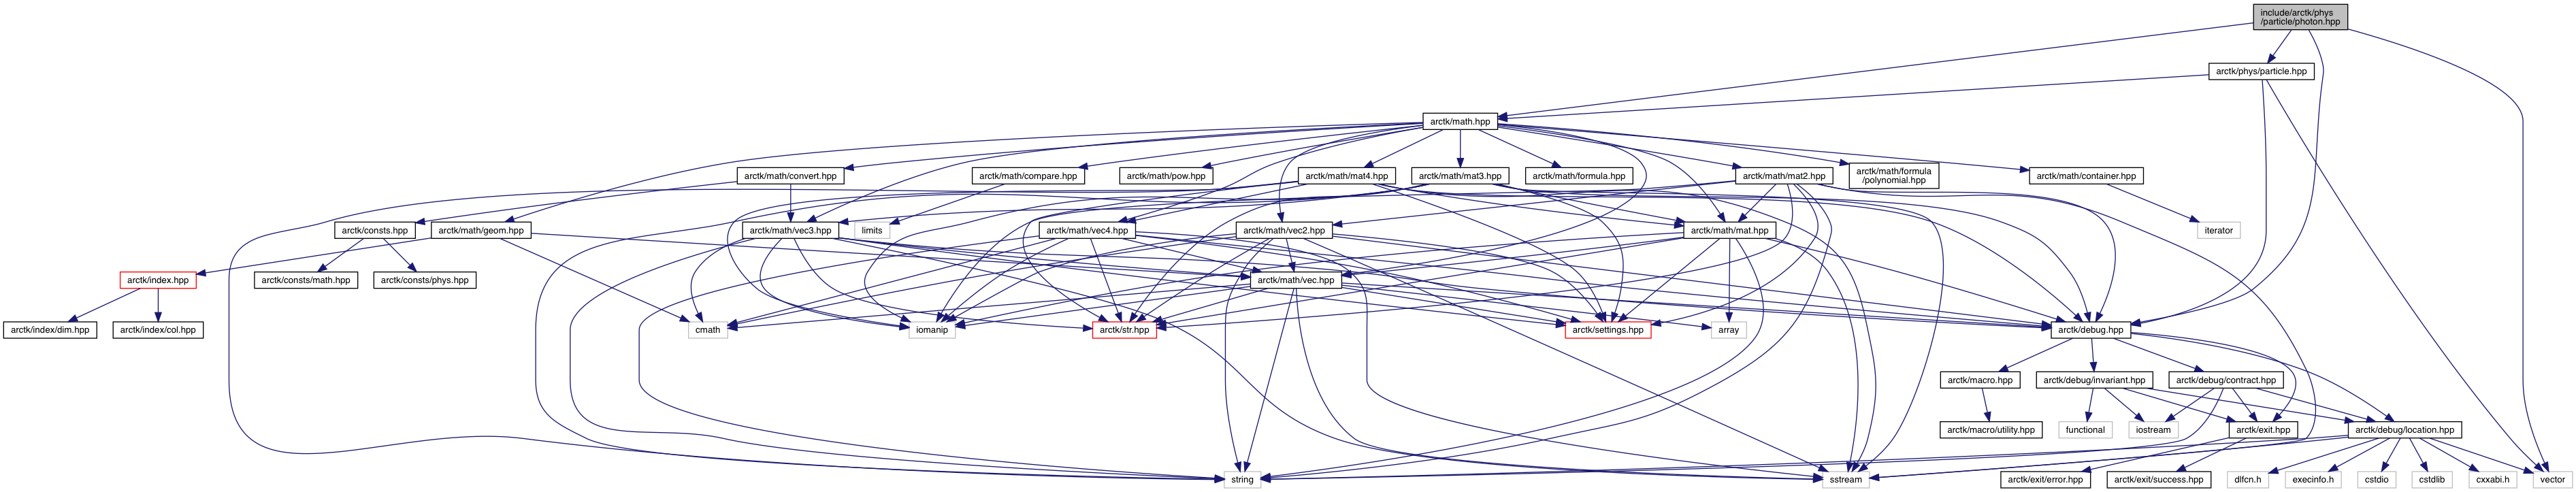 include/arctk/phys
/particle/photon.hpp
arctk/phys/particle.hpp
arctk/math.hpp
arctk/math/convert.hpp
arctk/math/compare.hpp
arctk/math/pow.hpp
arctk/math/mat4.hpp
arctk/math/mat3.hpp
arctk/math/formula.hpp
arctk/math/mat2.hpp
arctk/math/formula
/polynomial.hpp
arctk/math/container.hpp
arctk/consts.hpp
arctk/math/geom.hpp
arctk/math/vec3.hpp
limits
arctk/math/vec4.hpp
arctk/math/vec2.hpp
arctk/math/mat.hpp
iterator
arctk/index.hpp
arctk/consts/math.hpp
arctk/consts/phys.hpp
arctk/math/vec.hpp
arctk/index/dim.hpp
arctk/index/col.hpp
cmath
iomanip
arctk/str.hpp
arctk/settings.hpp
array
arctk/debug.hpp
arctk/macro.hpp
arctk/debug/invariant.hpp
arctk/debug/contract.hpp
arctk/macro/utility.hpp
functional
iostream
arctk/exit.hpp
arctk/debug/location.hpp
string
sstream
arctk/exit/error.hpp
arctk/exit/success.hpp
dlfcn.h
execinfo.h
cstdio
cstdlib
cxxabi.h
vector